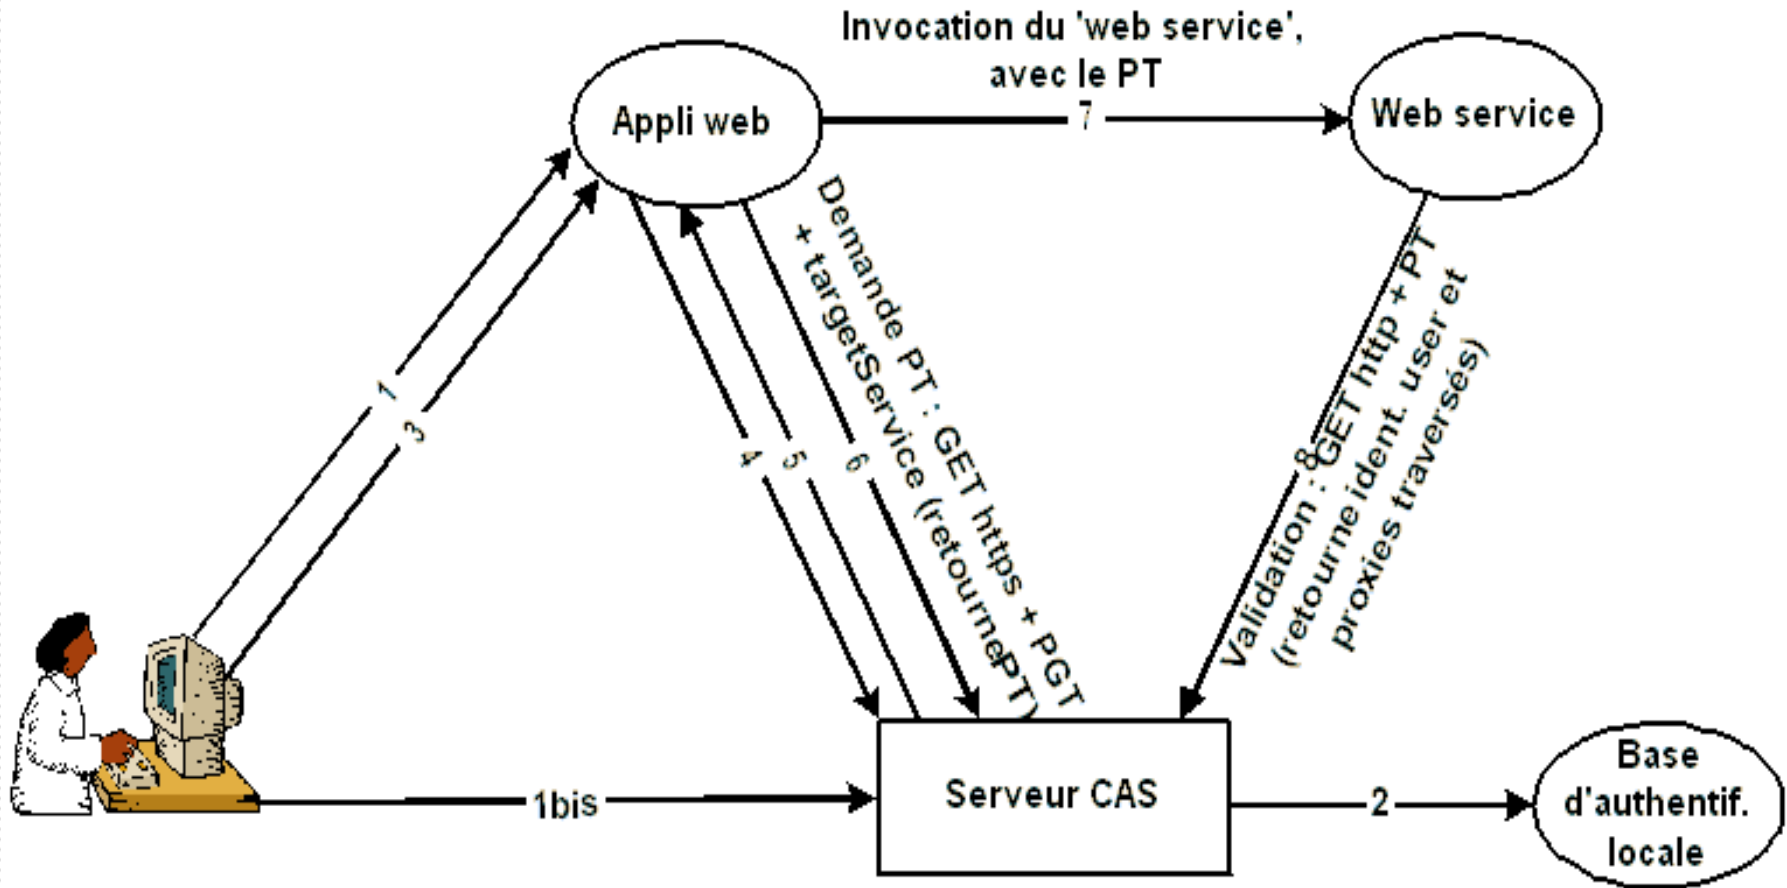 Invocation du 'web service',
avec le PT
7
Appli web
Web service
Demande PT : GET https + PGT
+ targetService (retournePT)
1
3
4
5
6
8
Validation : GET http + PT
(retourne ident. user et
proxies traversés)
1bis
Serveur CAS
2
Base
d'authentif.
locale